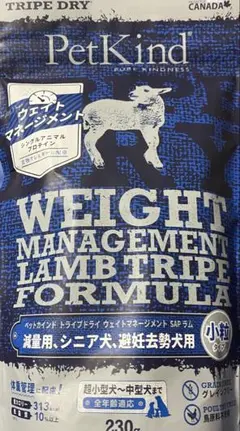 TRIPE DRY
CANADA
PetKind
PURE KINDNESS
ウェイト
マネージメント
シングルアニマル
プロテイン
WEIGHT
MANAGEMENT
LAMB TRIPE
FORMULA
ペットカインド トライプドライ ウェイトマネージメント SAP ラム
減量用、シニア犬、避妊去勢犬用
小粒
体重管理に配慮!
10%以上
超小型犬〜中型犬まで
全年齢適応
230g